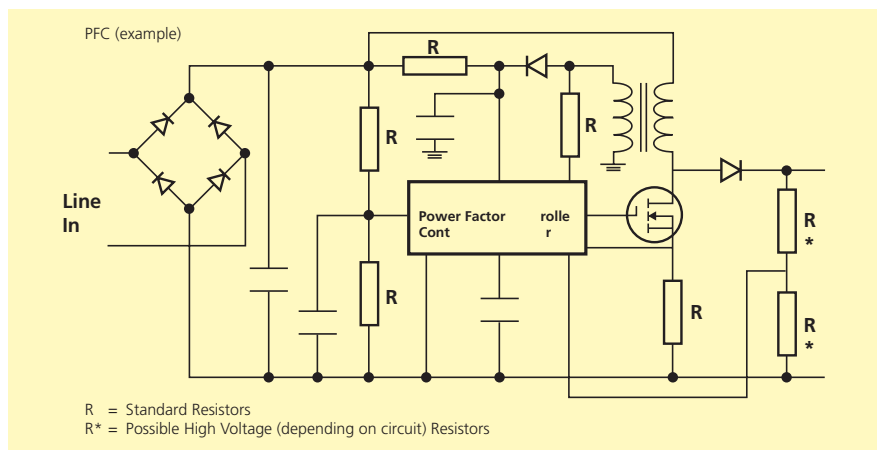 PFC (example)
R
R
R
Line
In
Power Factor rolle
Cont r
R
*
R
R
R
*
R = Standard Resistors
R* = Possible High Voltage (depending on circuit) Resistors